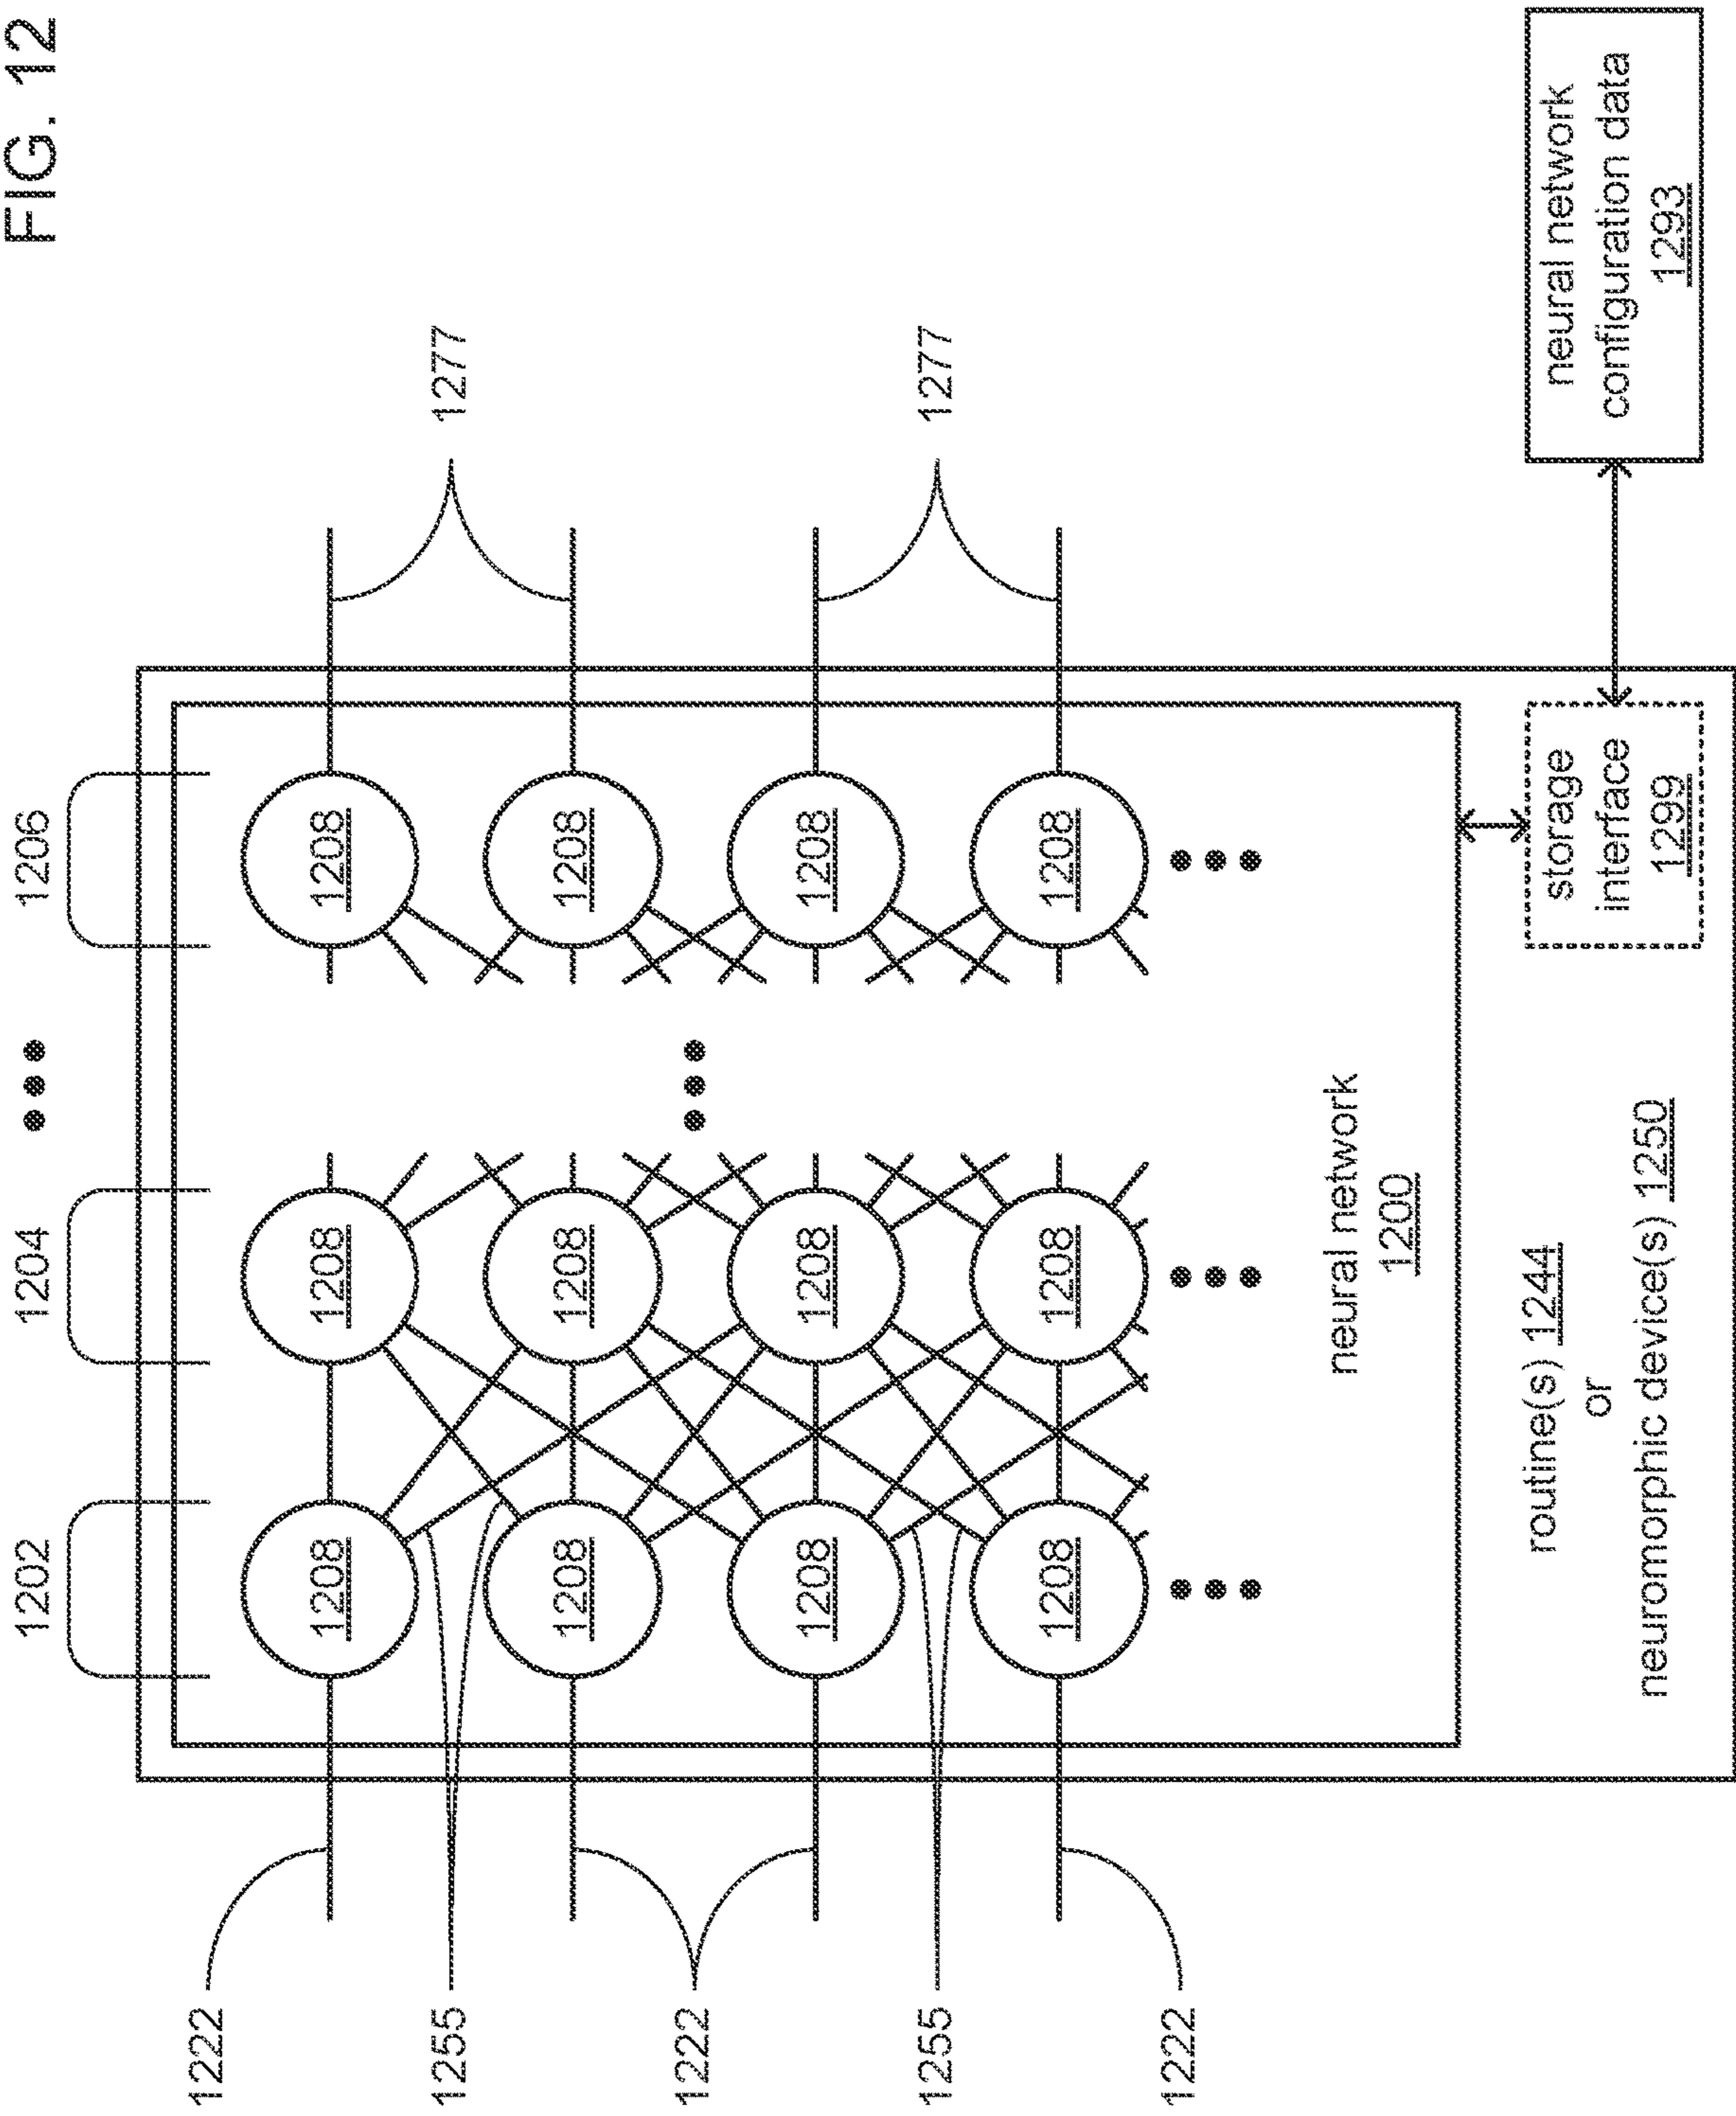 FIG. 12
1202
1204
1206
1222
1255
1222
1255
1222
1208
1208
1208
1208
1208
1208
1208
1208
1208
1208
1208
1208
1277
1277
neural network
1200
routine(s) 1244
or
neuromorphic device(s) 1250
storage
interface
1299
neural network
configuration data
1293